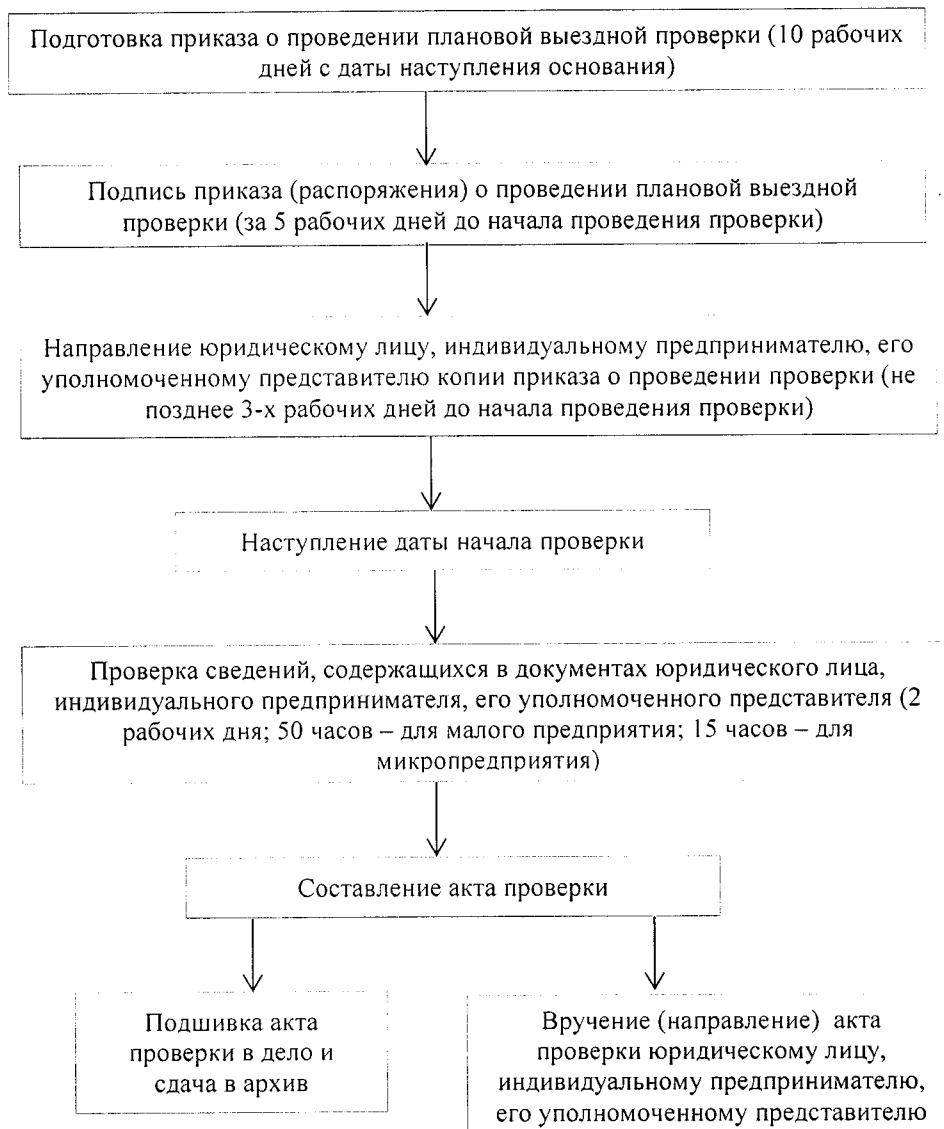 Подготовка приказа о проведении плановой выездной проверки (10 рабочих
дней с даты наступления основания)
Подпись приказа (распоряжения) о проведении плановой выездной
проверки (за 5 рабочих дней до начала проведения проверки)
Направление юридическому лицу, индивидуальному предпринимателю, его
уполномоченному представителю копии приказа о проведении проверки (не
позднее 3-х рабочих дней до начала проведения проверки)
Наступление даты начала проверки
Проверка сведений, содержащихся в документах юридического лица,
индивидуального предпринимателя, его уполномоченного представителя (2
рабочих дня; 50 часов – для малого предприятия; 15 часов – для
микропредприятия)
Составление акта проверки
Подшивка акта
проверки в дело и
сдача в архив
Вручение (направление) акта
проверки юридическому лицу,
индивидуальному предпринимателю,
его уполномоченному представителю